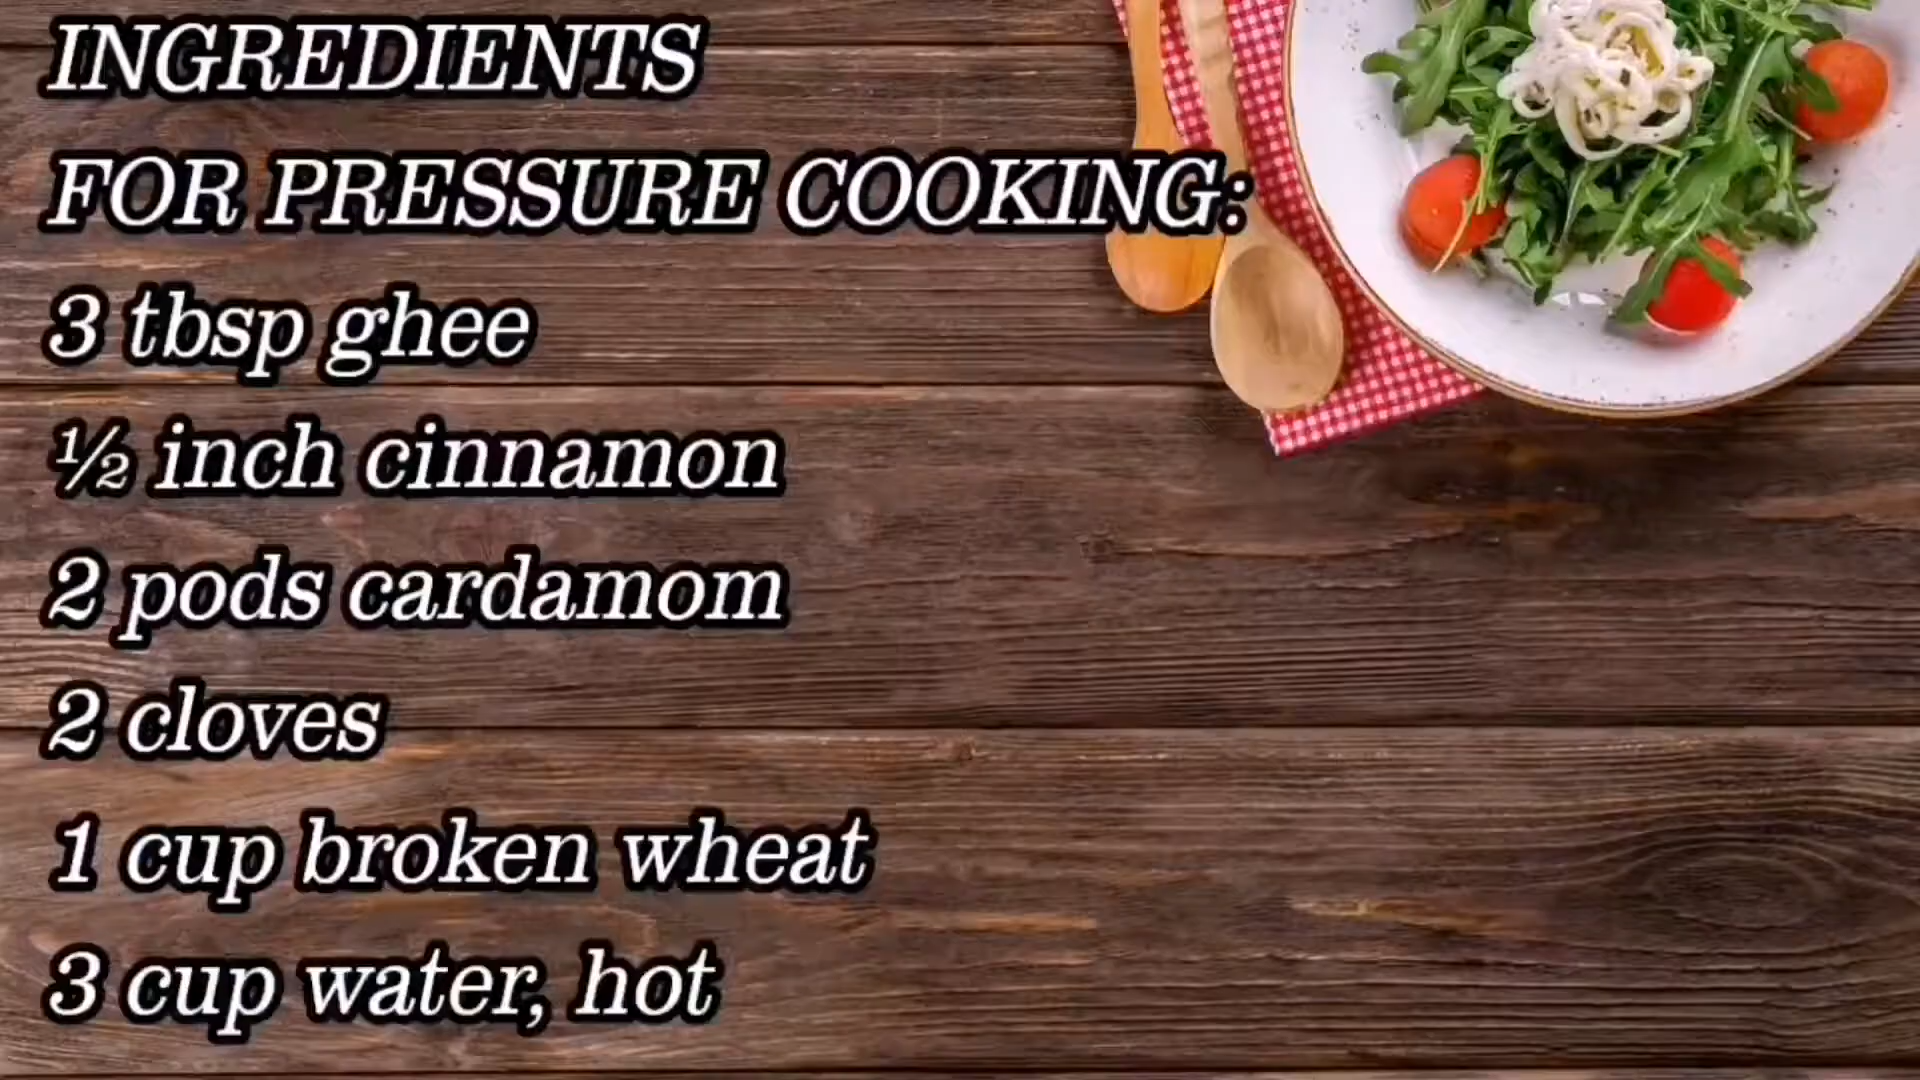 INGREDIENTS
FOR PRESSURE COOKING:
3 tbsp ghee
½ inch cinnamon
2 pods cardamom
2 cloves
1 cup broken wheat
3 cup water, hot